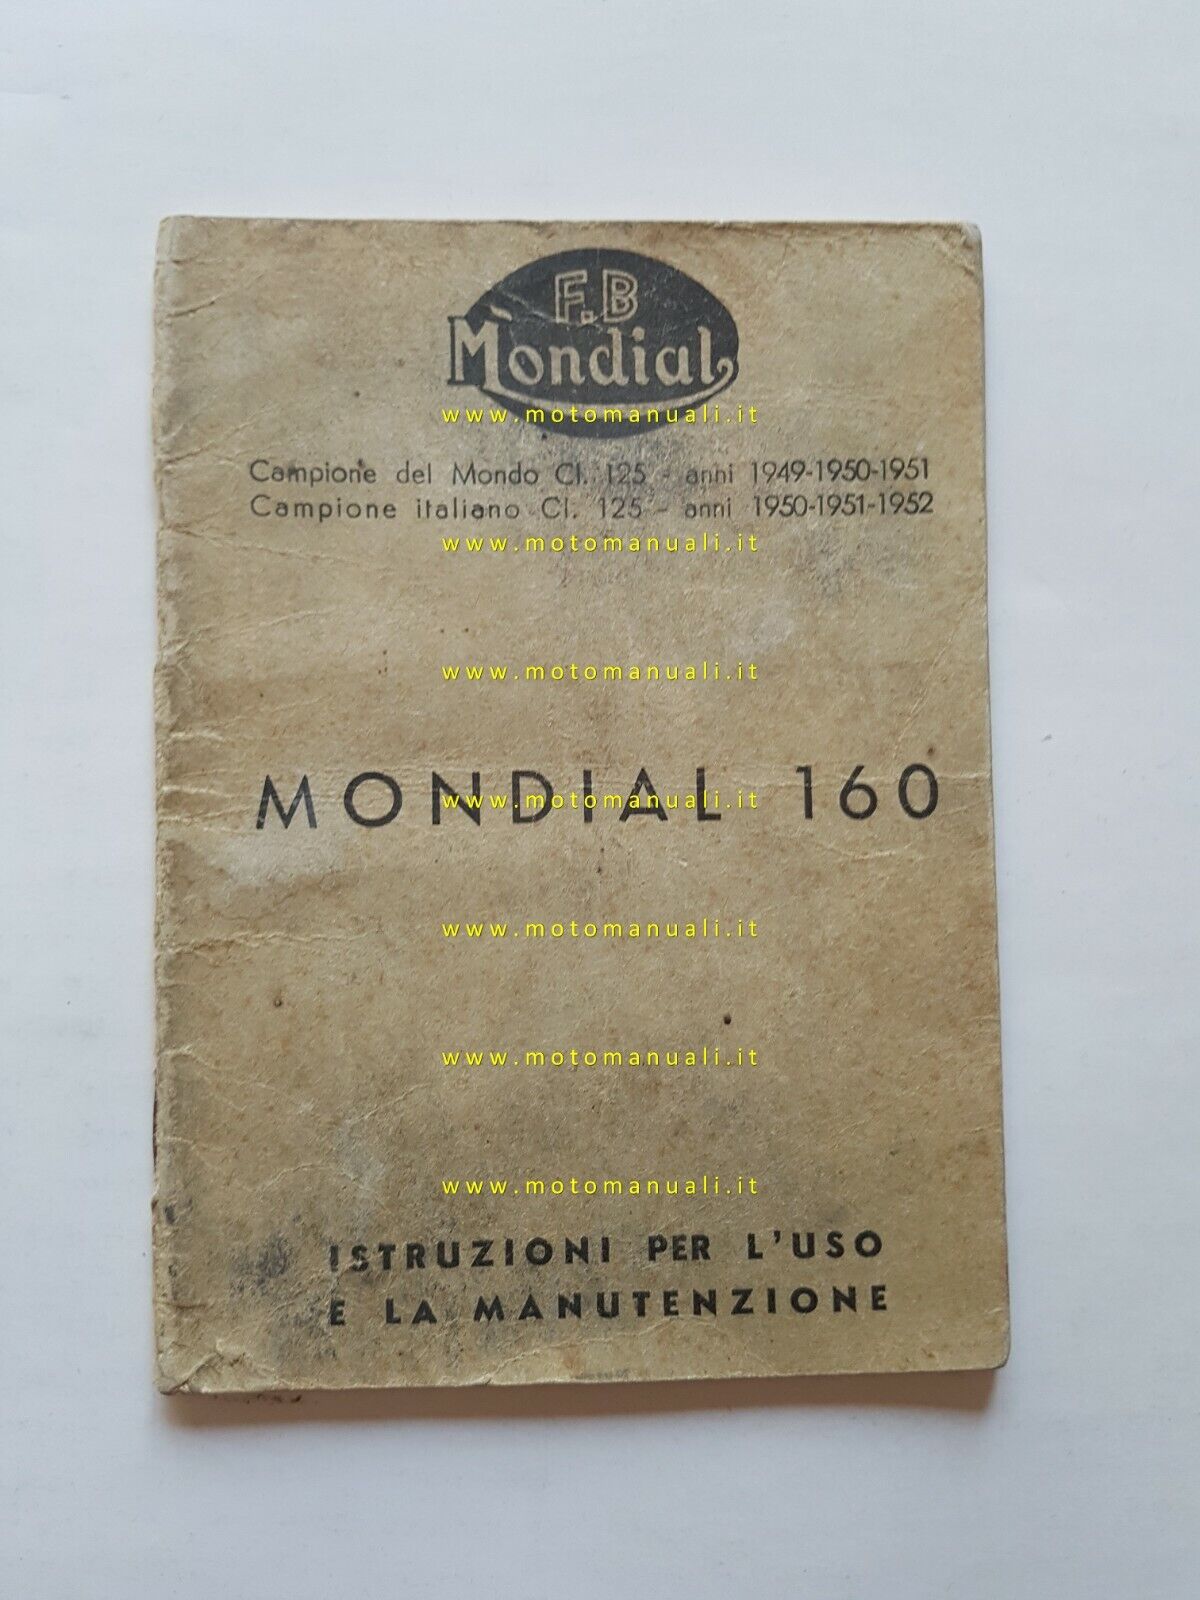 F.B
Mondial
www.motomanuali.it
Campione del Mondo Cl. 125 - anni 1949-1950-1951
Campione italiano Cl. 125 - anni 1950-1951-1952
www.motomanuali.it
www.motomanuali.it
MONDIAL 160
www.motomanuali.it
www.motomanuali.it
www.motomanuali.it
www.motomanuali.it
ISTRUZIONI PER L'USO
E LA MANUTENZIONE